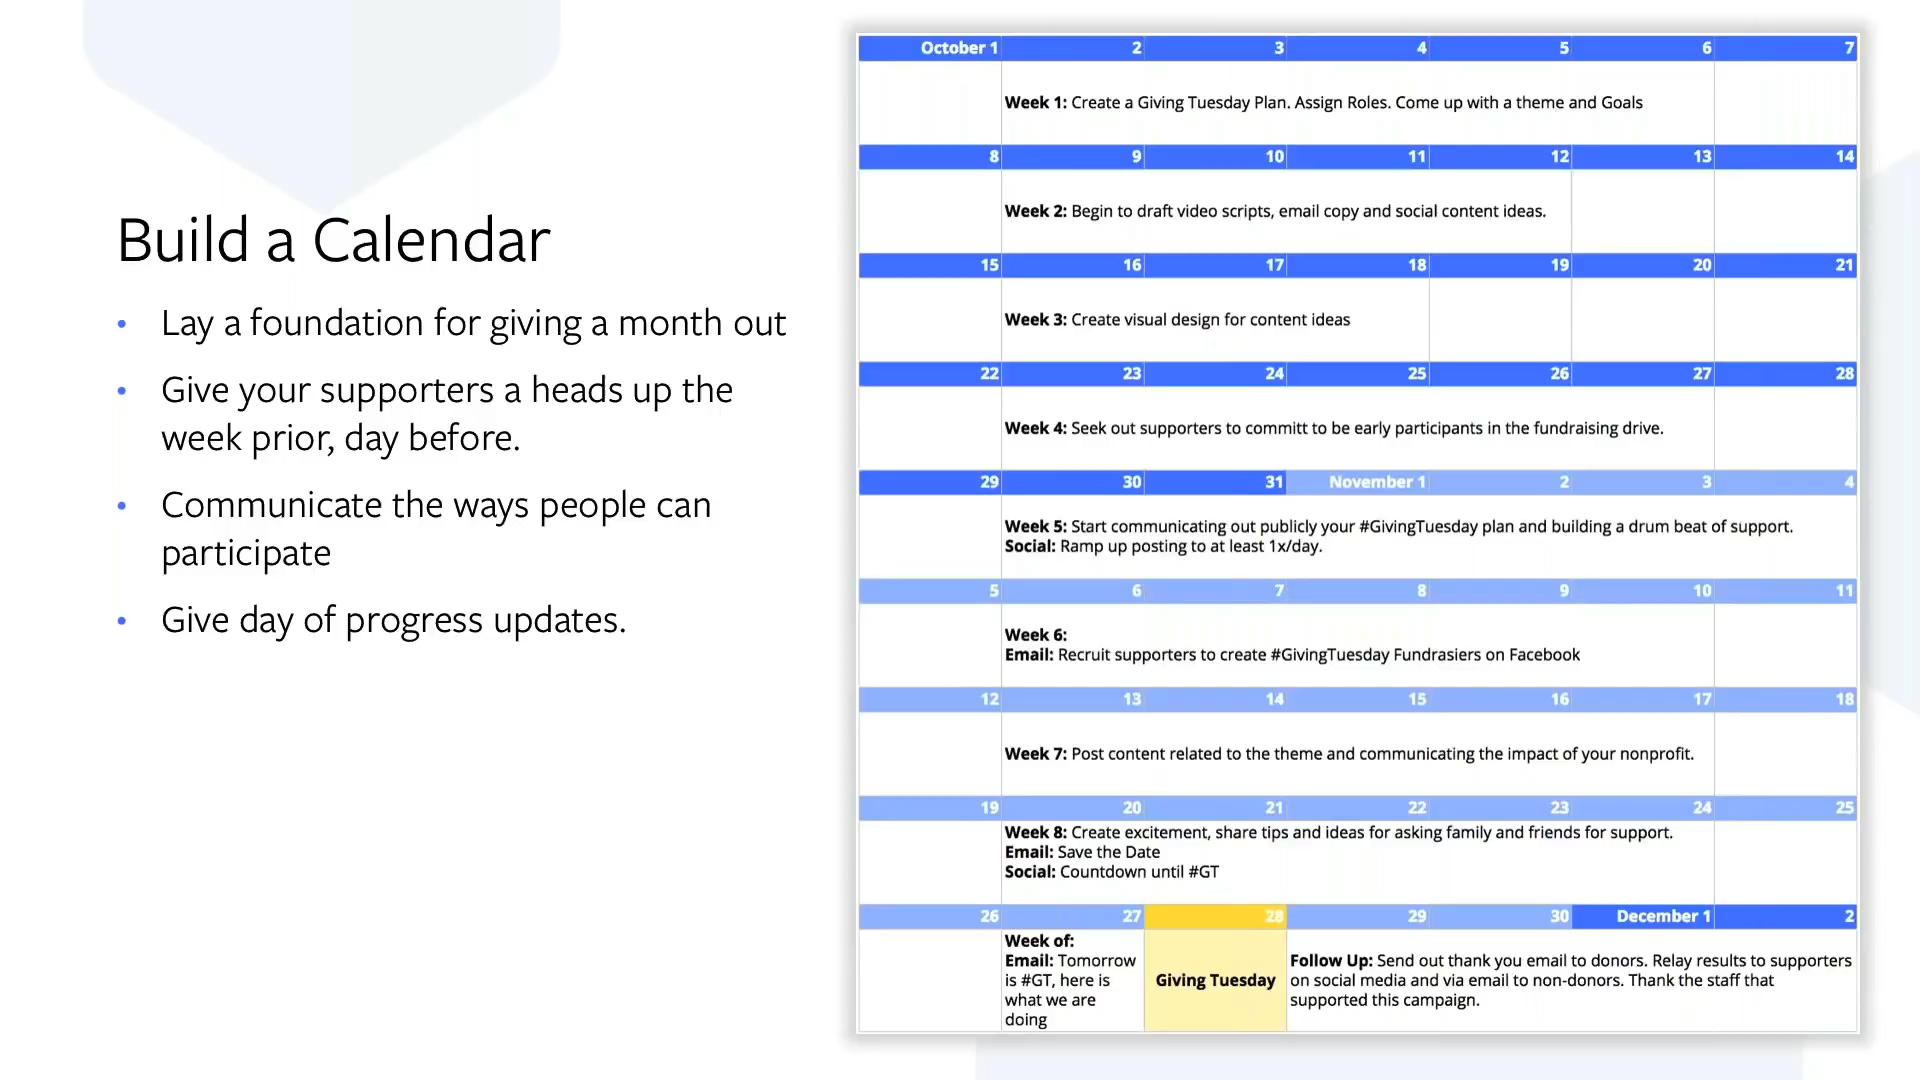 Build a Calendar
• Lay a foundation for giving a month out
• Give your supporters a heads up the
week prior, day before.
• Communicate the ways people can
participate
• Give day of progress updates.
October 1 2 3 4 5 6 7
Week 1: Create a Giving Tuesday Plan. Assign Roles. Come up with a theme and Goals
8 9 10 11 12 13 14
Week 2: Begin to draft video scripts, email copy and social content ideas.
15 16 17 18 19 20 21
Week 3: Create visual design for content ideas
22 23 24 25 26 27 28
Week 4: Seek out supporters to committ to be early participants in the fundraising drive.
29 30 31 November 1 2 3 4
Week 5: Start communicating out publicly your #GivingTuesday plan and building a drum beat of support.
Social: Ramp up posting to at least 1x/day.
5 6 7 8 9 10 11
Week 6:
Email: Recruit supporters to create #GivingTuesday Fundrasiers on Facebook
12 13 14 15 16 17 18
Week 7: Post content related to the theme and communicating the impact of your nonprofit.
19 20 21 22 23 24 25
Week 8: Create excitement, share tips and ideas for asking family and friends for support.
Email: Save the Date
Social: Countdown until #GT
26 27 28 29 30 December 1 2
Week of:
Email: Tomorrow
is #GT, here is
what we are
doing
Giving Tuesday
Follow Up: Send out thank you email to donors. Relay results to supporters
on social media and via email to non-donors. Thank the staff that
supported this campaign.